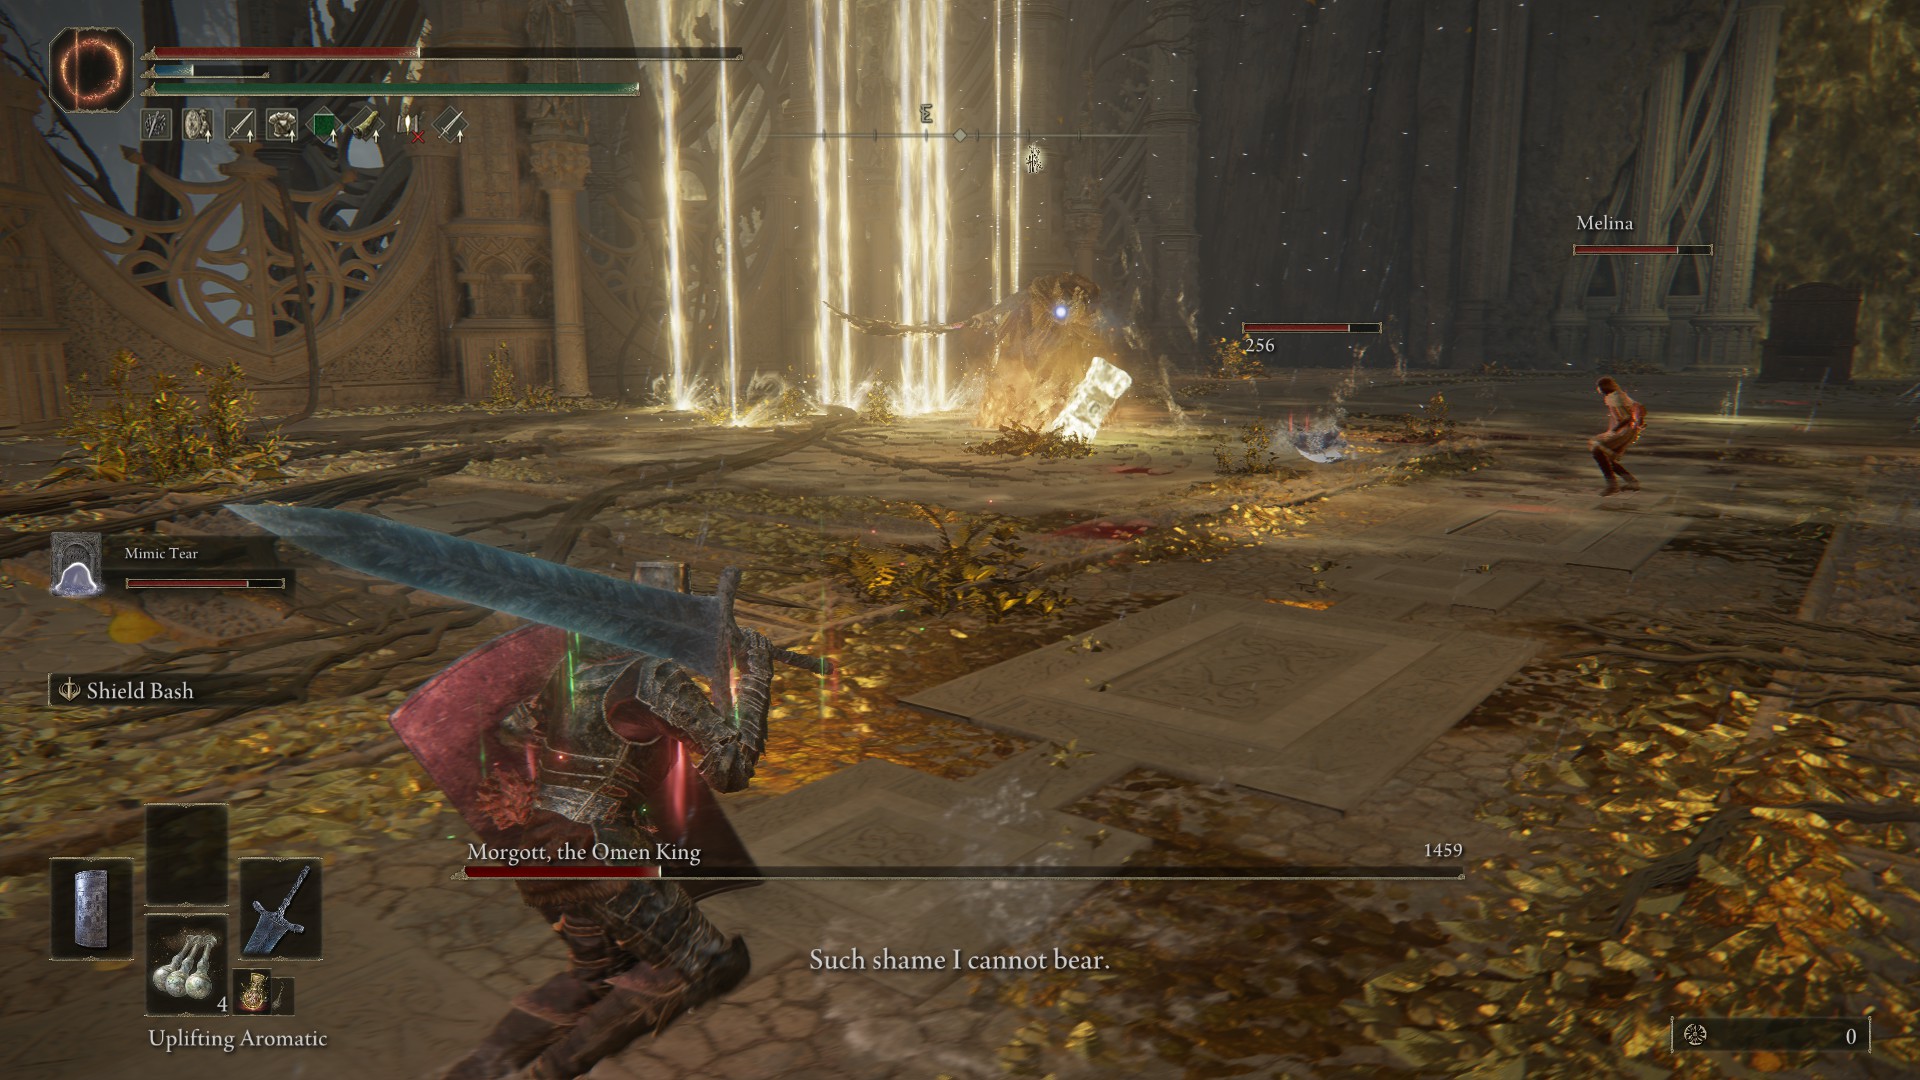 E
Melina
256
Mimic Tear
Shield Bash
Morgott, the Omen King
1459
Such shame I cannot bear.
4
Uplifting Aromatic
0